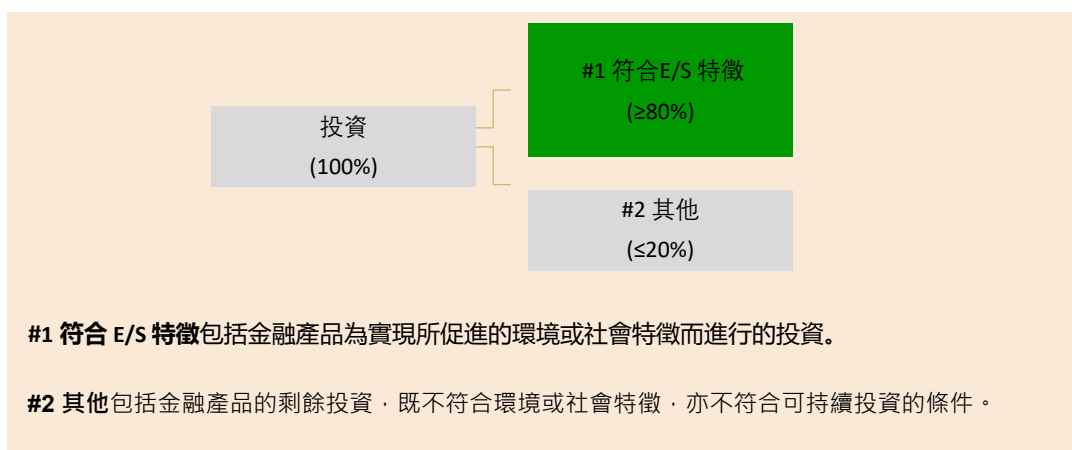 #1 符合E/S 特徵
(≥80%)
投資
(100%)
#2 其他
(≤20%)
#1 符合 E/S 特徵包括金融產品為實現所促進的環境或社會特徵而進行的投資。
#2 其他包括金融產品的剩餘投資，既不符合環境或社會特徵，亦不符合可持續投資的條件。